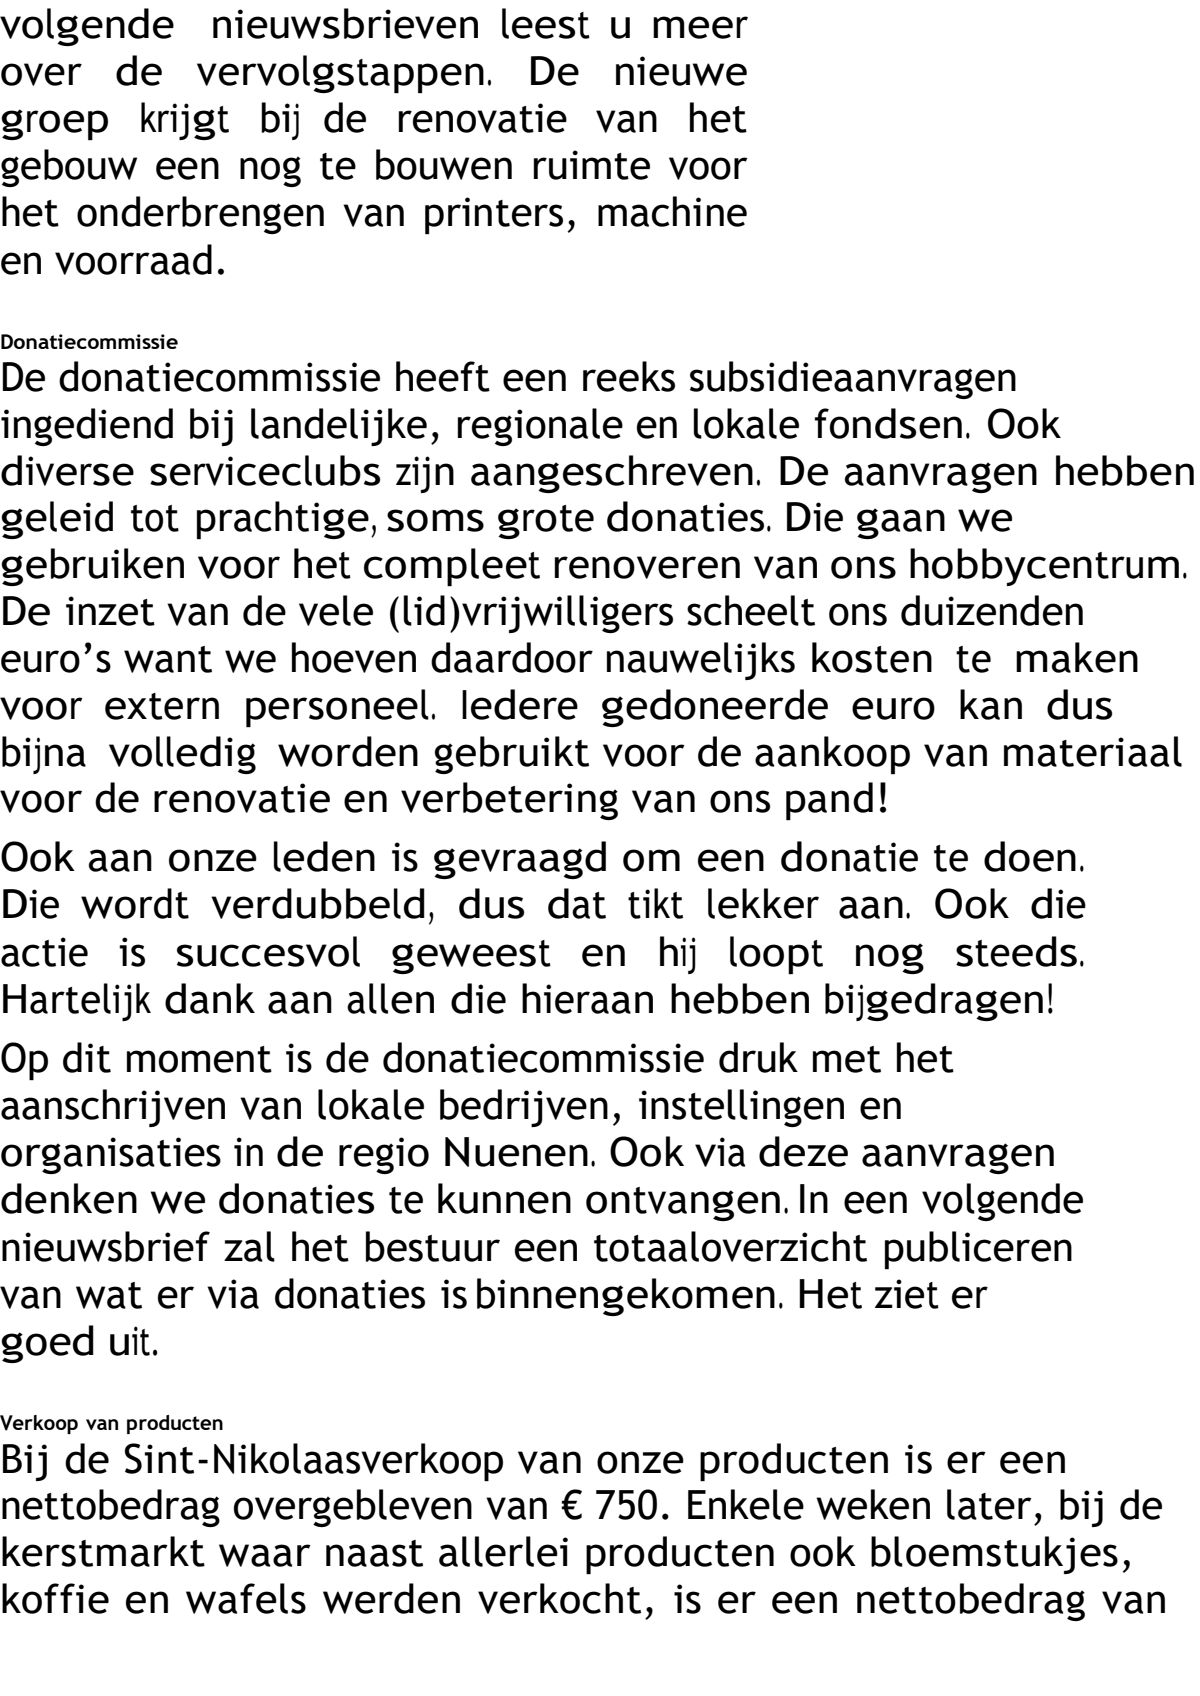 volgende nieuwsbrieven leest u meer
over de vervolgstappen. De nieuwe
groep krijgt bij de renovatie van het
gebouw een nog te bouwen ruimte voor
het onderbrengen van printers, machine
en voorraad.
Donatiecommissie
De donatiecommissie heeft een reeks subsidieaanvragen
ingediend bij landelijke, regionale en lokale fondsen. Ook
diverse serviceclubs zijn aangeschreven. De aanvragen hebben
geleid tot prachtige, soms grote donaties. Die gaan we
gebruiken voor het compleet renoveren van ons hobbycentrum.
De inzet van de vele (lid)vrijwilligers scheelt ons duizenden
euro’s want we hoeven daardoor nauwelijks kosten te maken
voor extern personeel. Iedere gedoneerde euro kan dus
bijna volledig worden gebruikt voor de aankoop van materiaal
voor de renovatie en verbetering van ons pand!
Ook aan onze leden is gevraagd om een donatie te doen.
Die wordt verdubbeld, dus dat tikt lekker aan. Ook die
actie is succesvol geweest en hij loopt nog steeds.
Hartelijk dank aan allen die hieraan hebben bijgedragen!
Op dit moment is de donatiecommissie druk met het
aanschrijven van lokale bedrijven, instellingen en
organisaties in de regio Nuenen. Ook via deze aanvragen
denken we donaties te kunnen ontvangen. In een volgende
nieuwsbrief zal het bestuur een totaaloverzicht publiceren
van wat er via donaties is binnengekomen. Het ziet er
goed uit.
Verkoop van producten
Bij de Sint-Nikolaasverkoop van onze producten is er een
nettobedrag overgebleven van € 750. Enkele weken later, bij de
kerstmarkt waar naast allerlei producten ook bloemstukjes,
koffie en wafels werden verkocht, is er een nettobedrag van